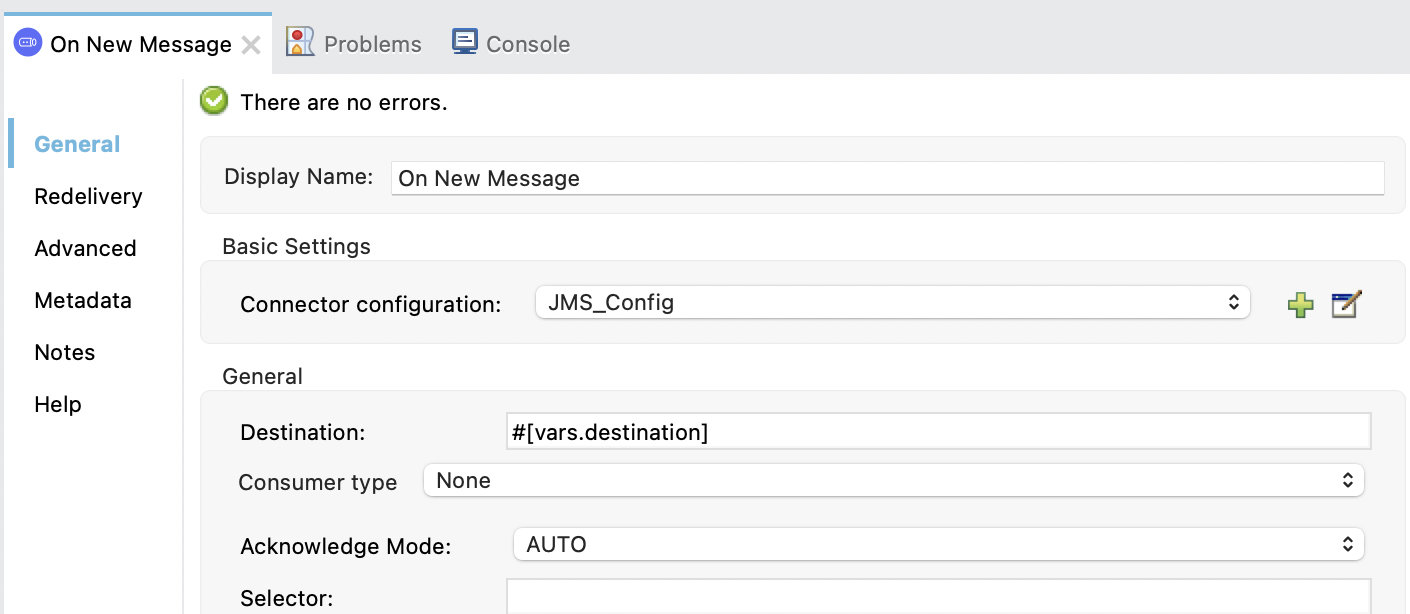 On New Message
Problems
Console
There are no errors.
General
Redelivery
Advanced
Metadata
Notes
Help
Display Name: On New Message
Basic Settings
Connector configuration: JMS_Config
General
Destination: #[vars.destination]
Consumer type None
Acknowledge Mode: AUTO
Selector: